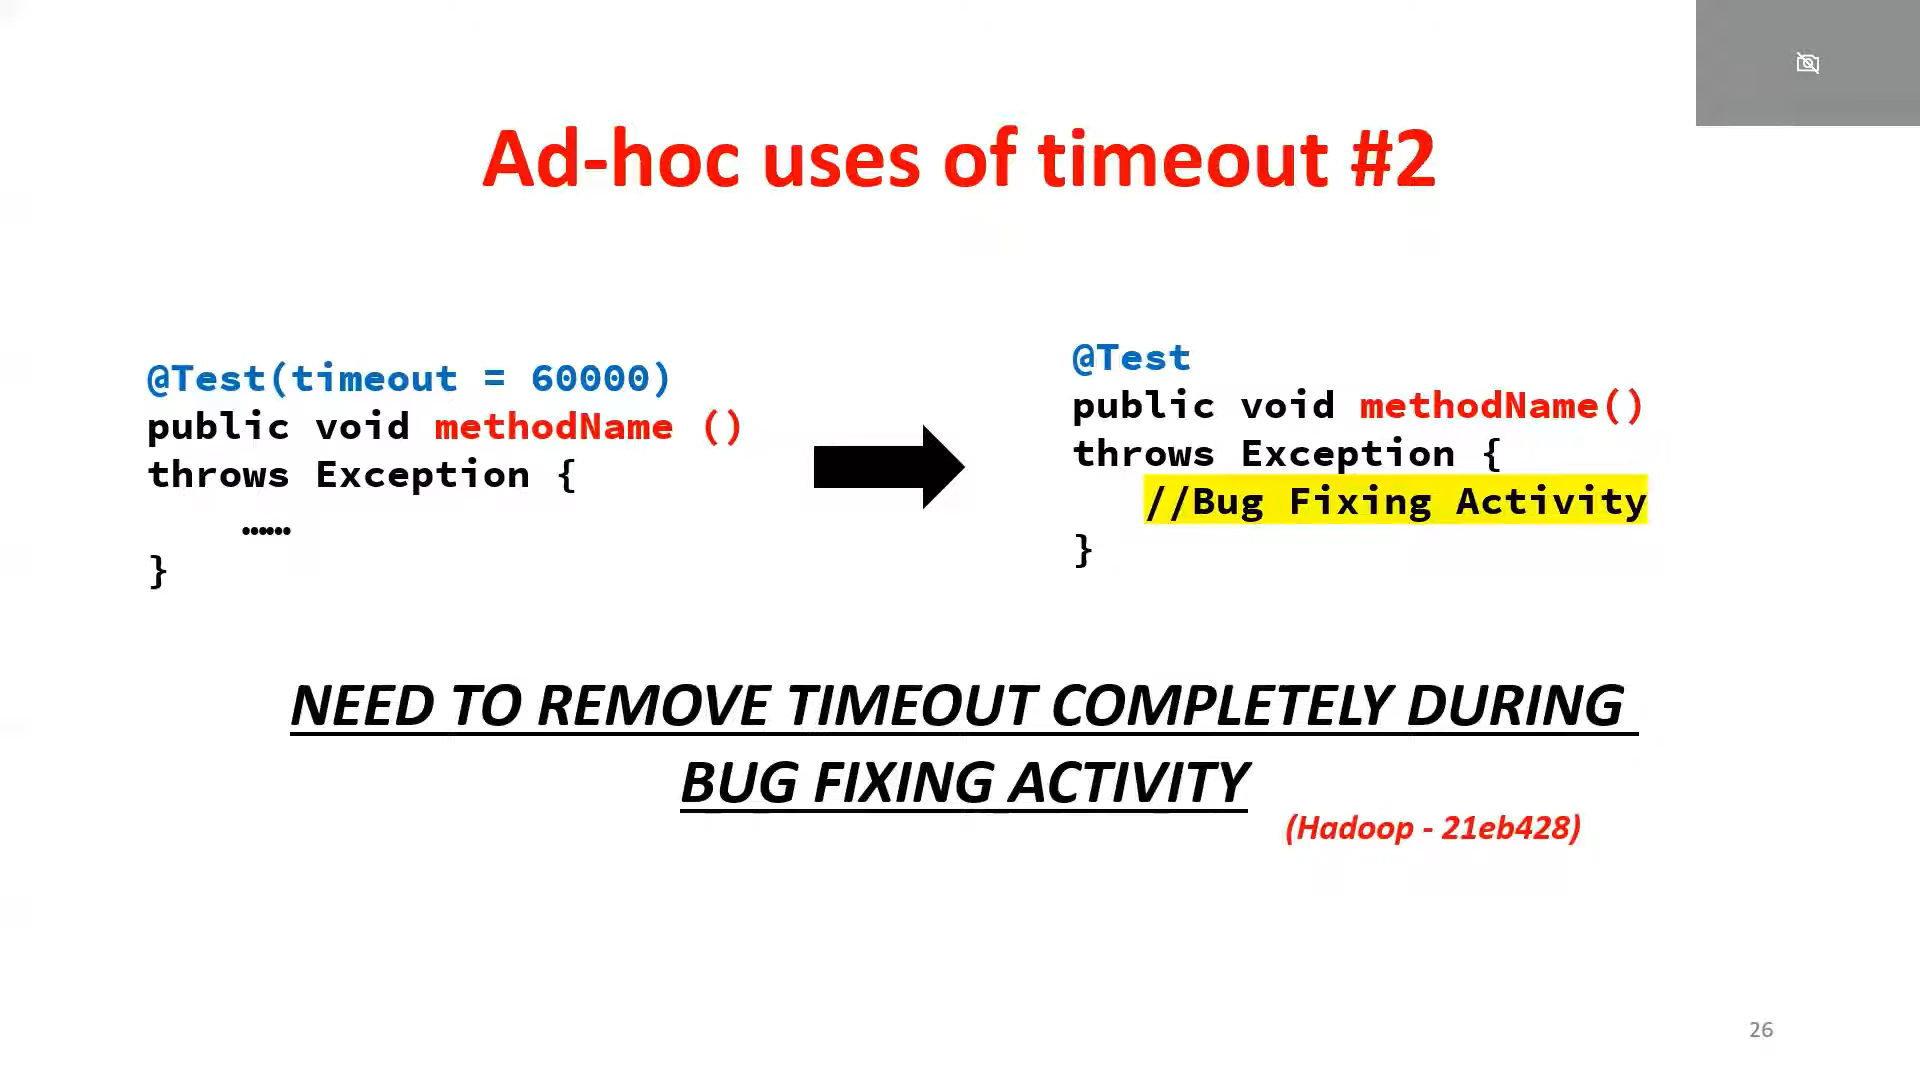 Ad-hoc uses of timeout #2
@Test(timeout = 60000)
public void methodName ()
throws Exception {
……
}
@Test
public void methodName()
throws Exception {
//Bug Fixing Activity
}
NEED TO REMOVE TIMEOUT COMPLETELY DURING
BUG FIXING ACTIVITY
(Hadoop - 21eb428)
26